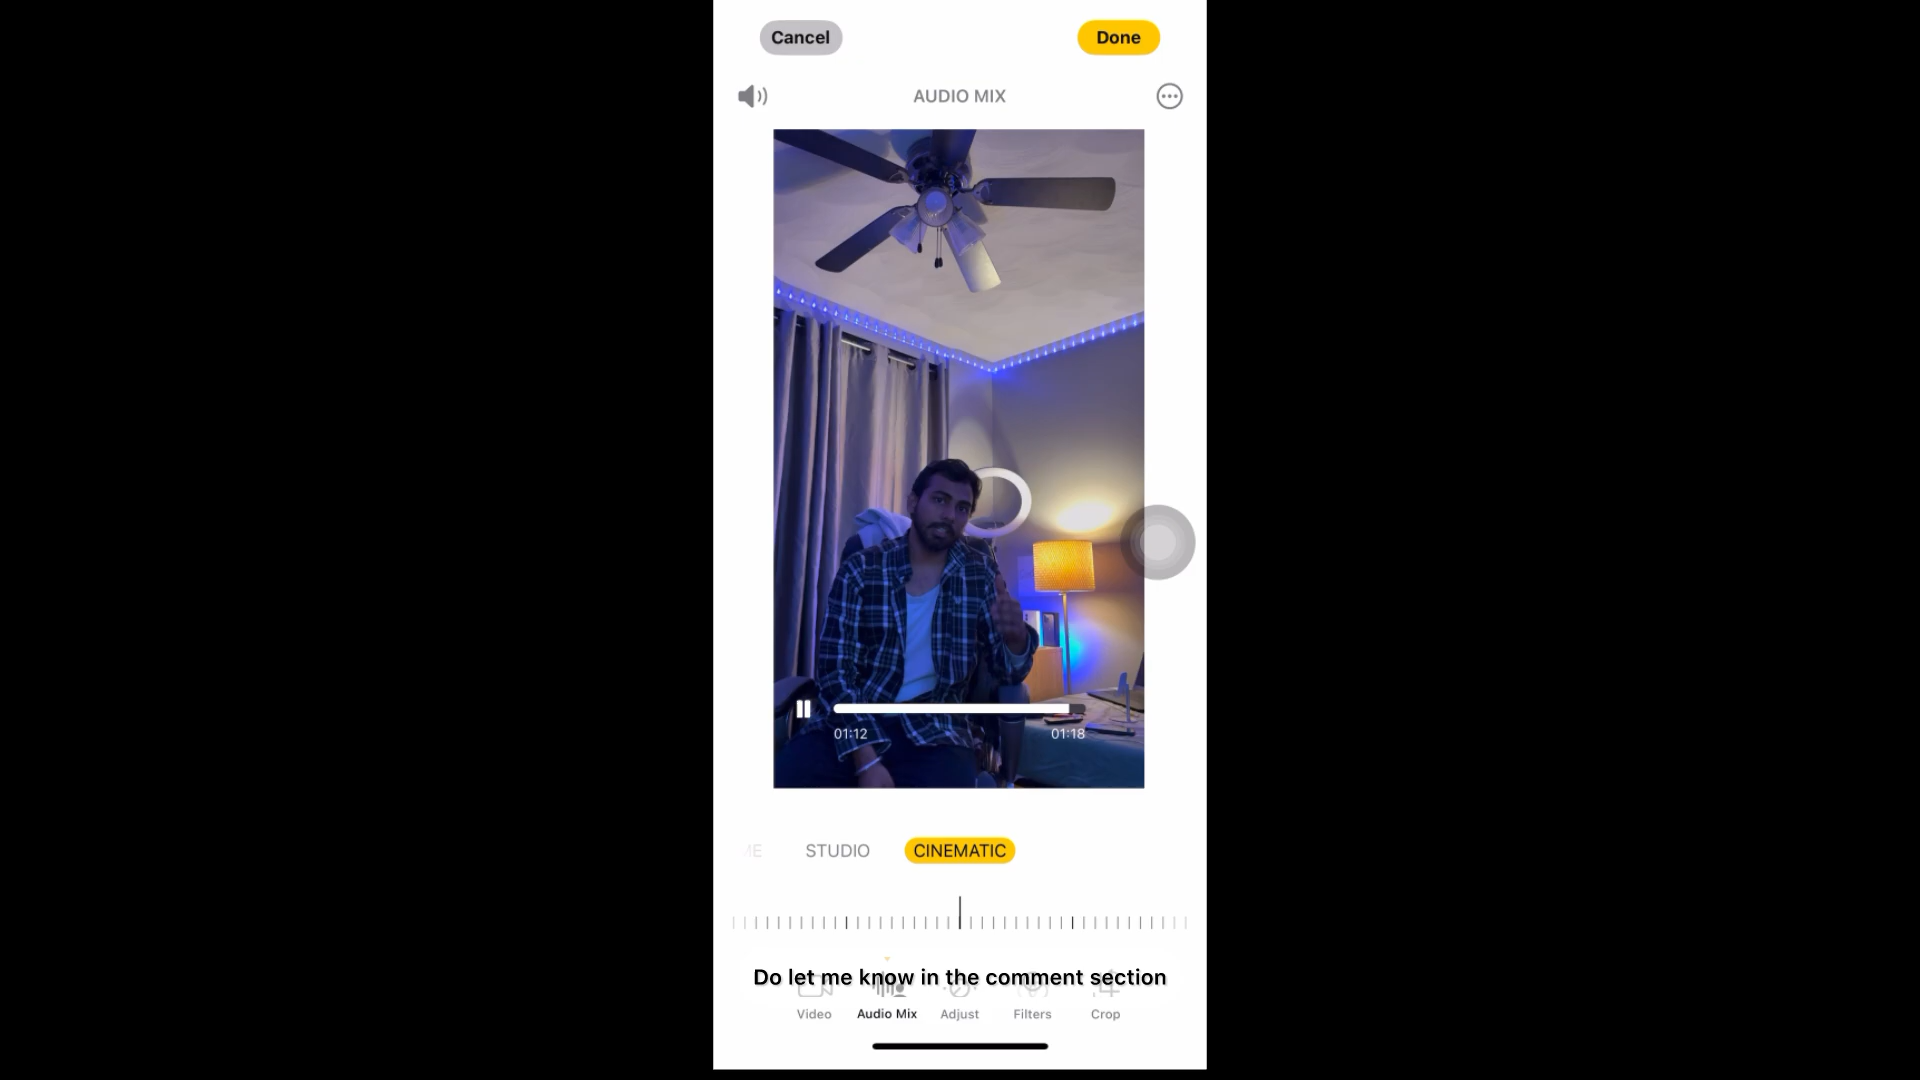 Cancel
Done
AUDIO MIX
01:12
01:18
STUDIO
CINEMATIC
Do let me know in the comment section
Video
Audio Mix
Adjust
Filters
Crop